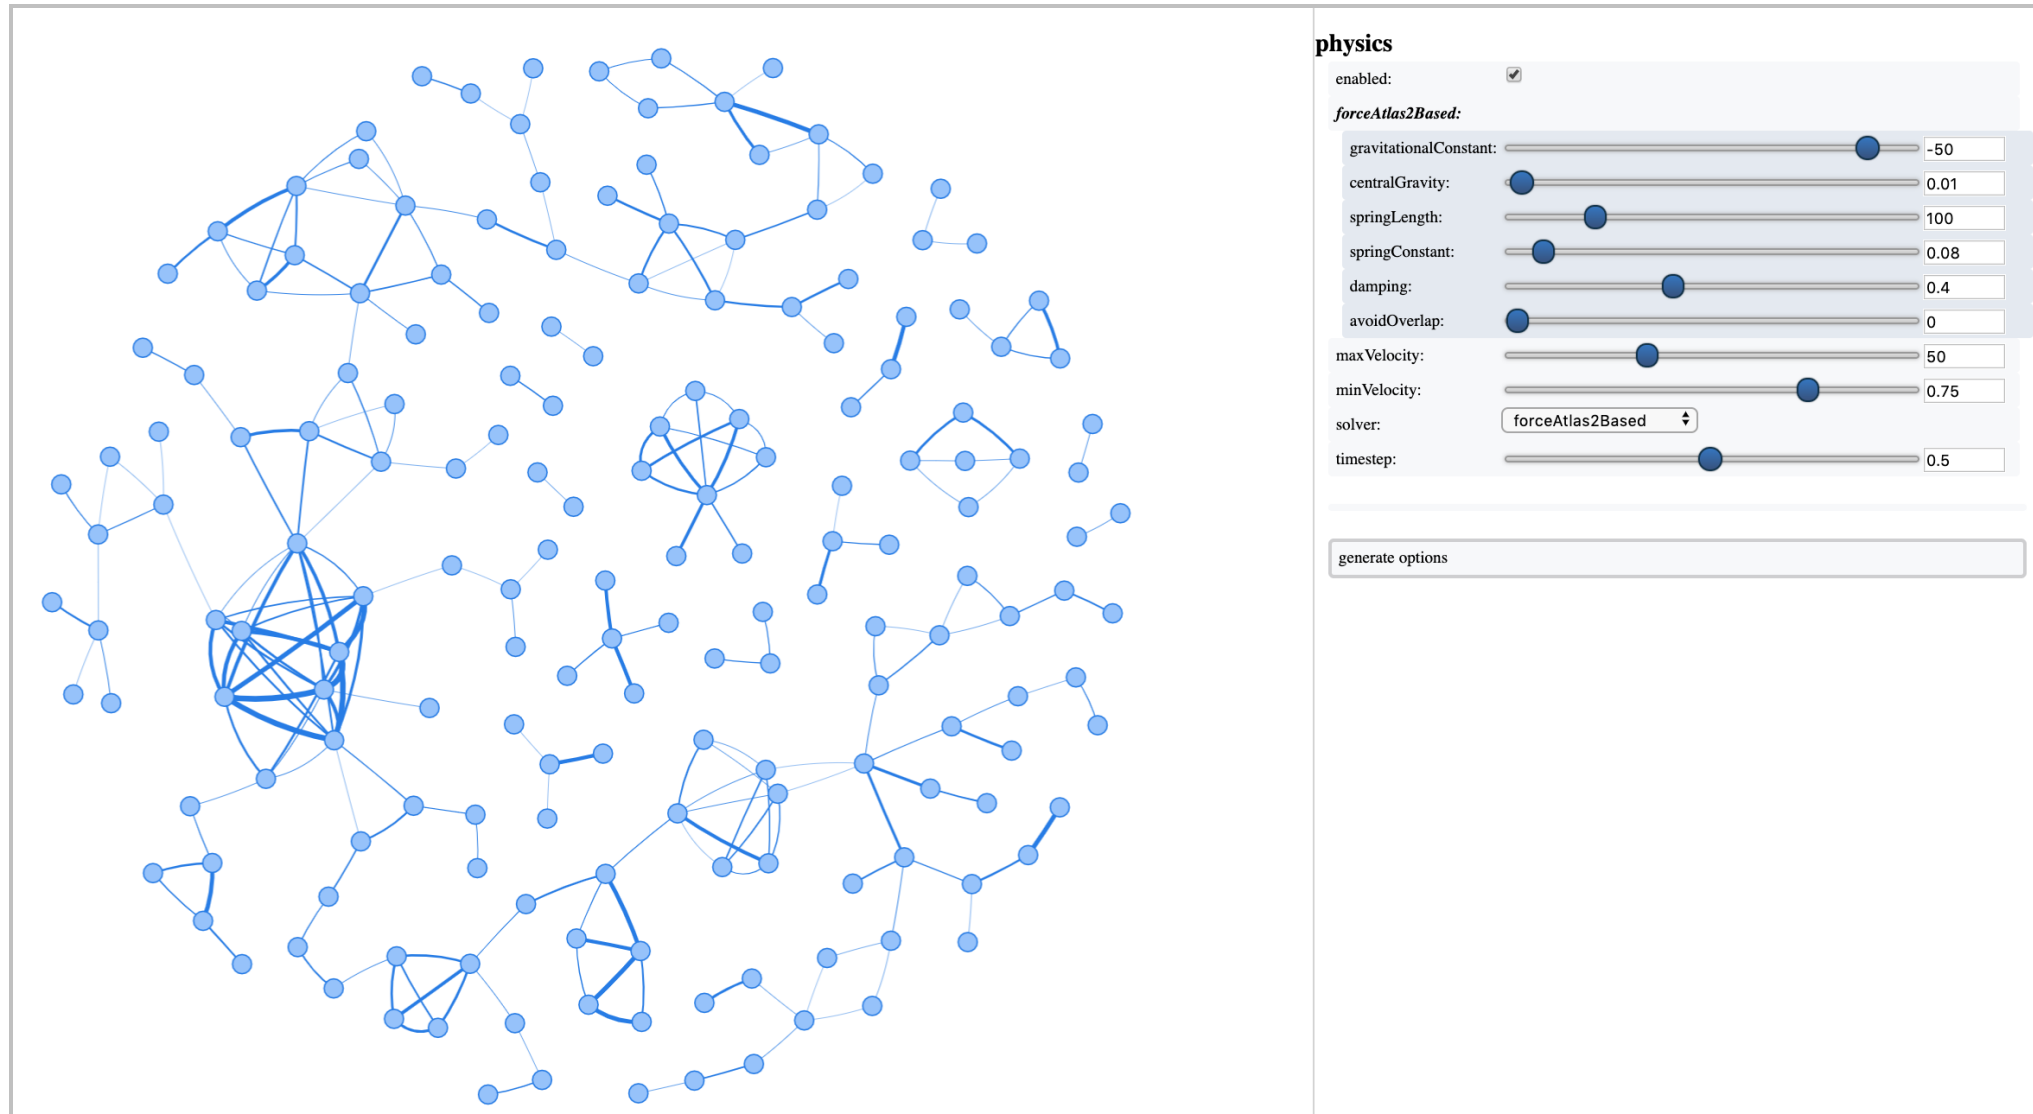 physics
enabled:
forceAtlas2Based:
gravitationalConstant: -50
centralGravity: 0.01
springLength: 100
springConstant: 0.08
damping: 0.4
avoidOverlap: 0
maxVelocity: 50
minVelocity: 0.75
solver: forceAtlas2Based
timestep: 0.5
generate options